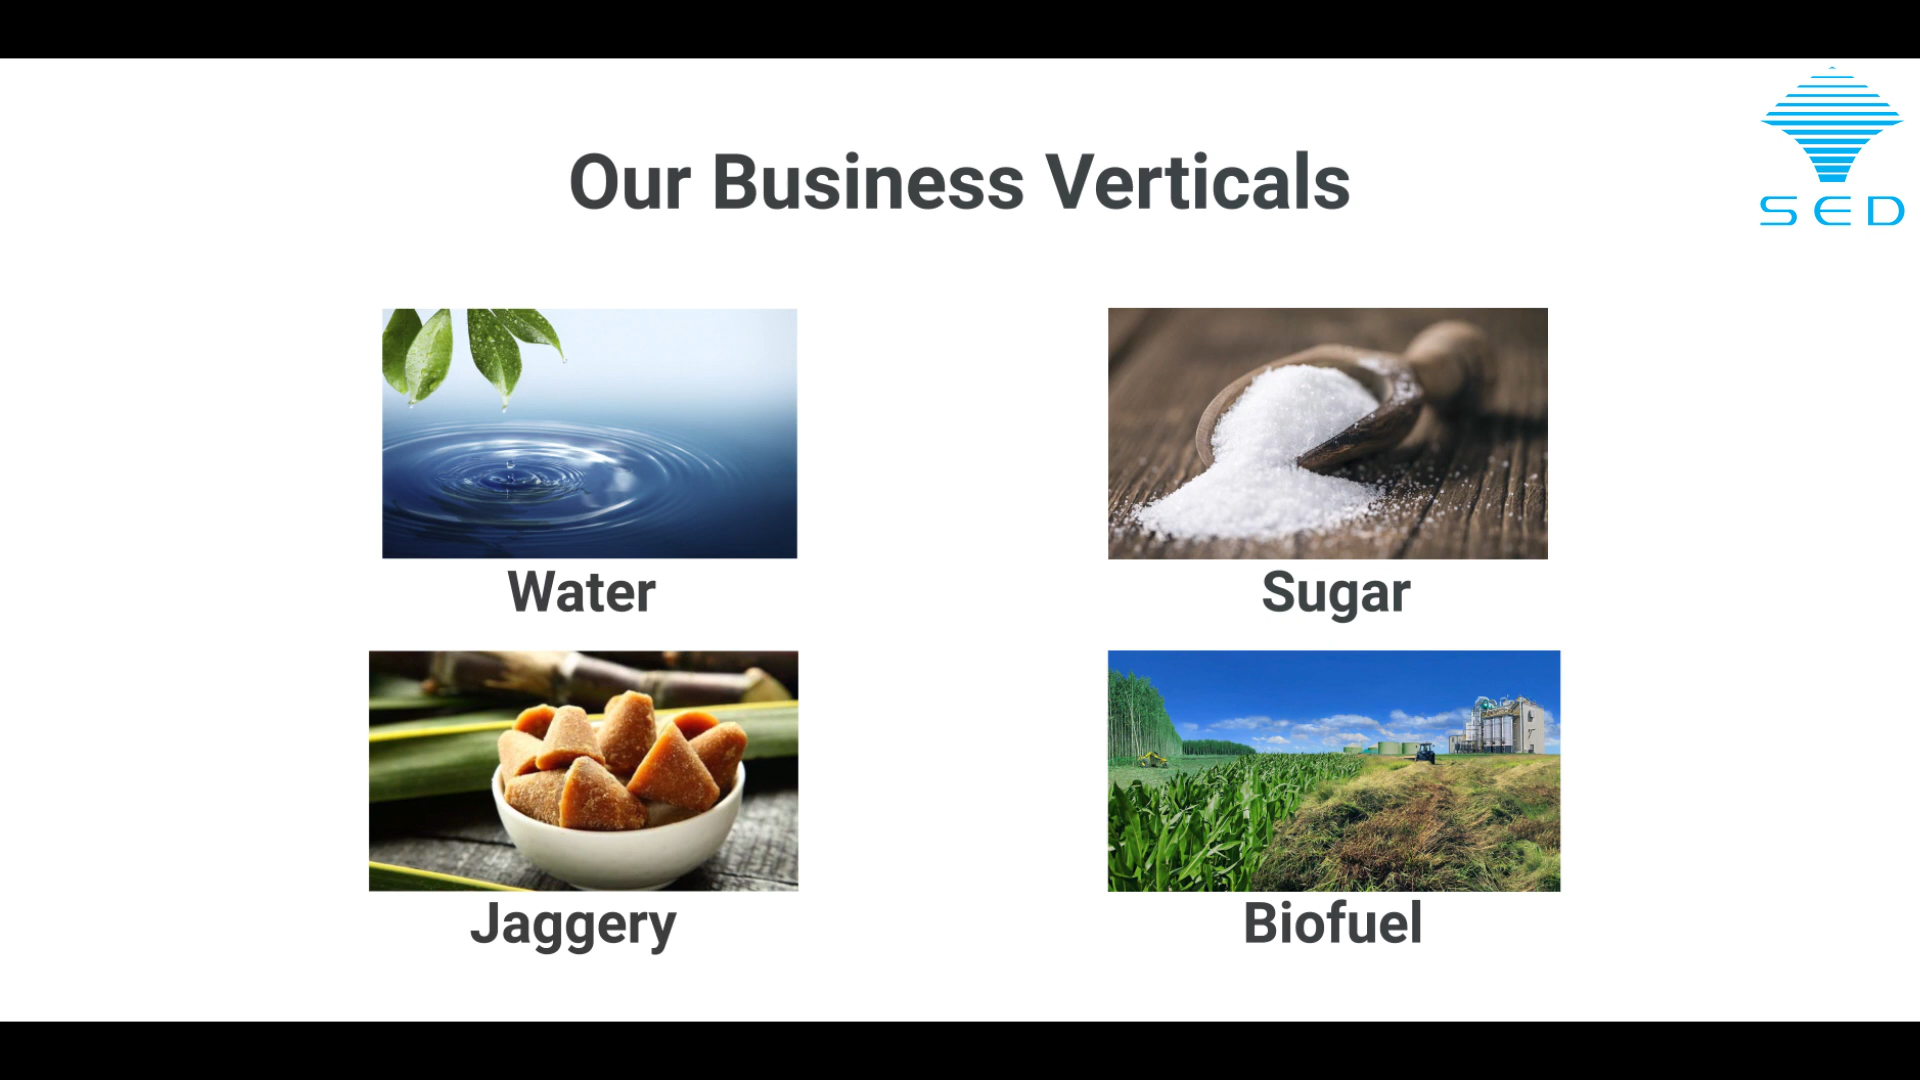 Our Business Verticals
SED
Water
Sugar
Jaggery
Biofuel